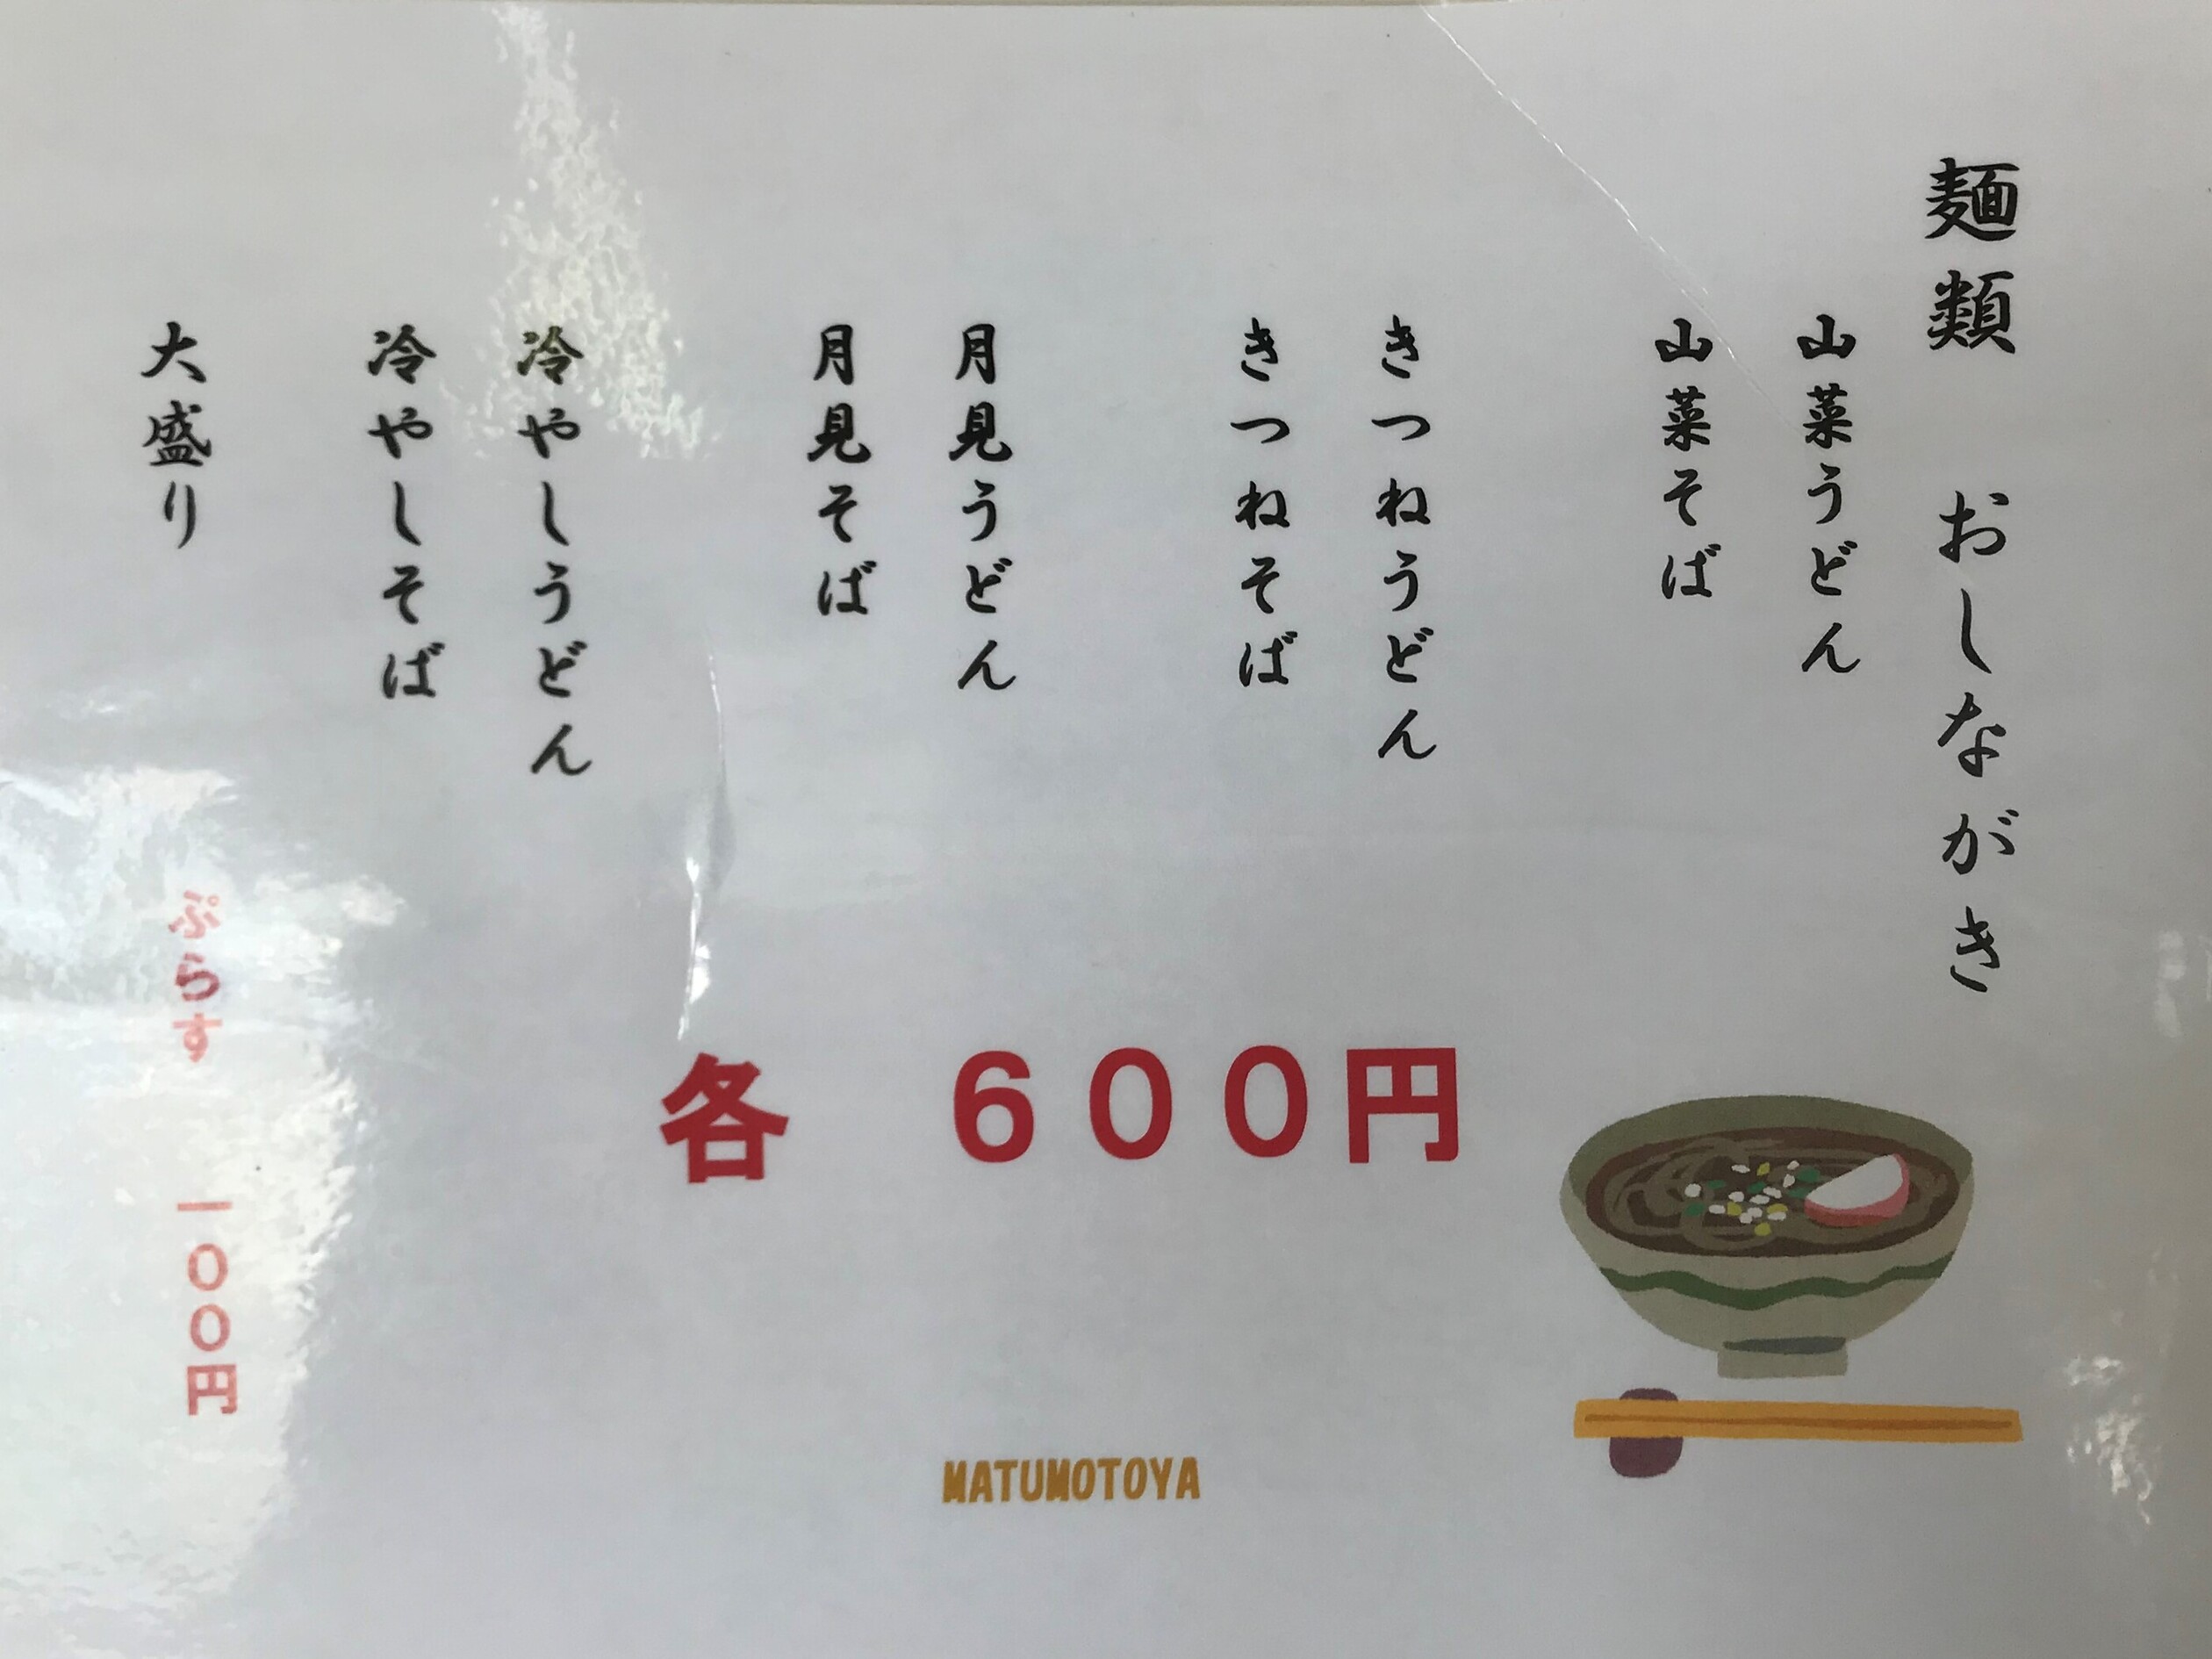 麺類　おしながき
山菜うどん
山菜そば
きつねうどん
きつねそば
月見うどん
月見そば
冷やしうどん
冷やしそば
大盛り　ぷらす　一〇〇円
各　６００円
MATUMOTOYA